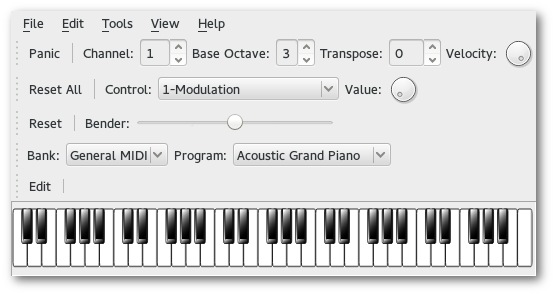 File Edit Tools View Help
Panic Channel: 1 Base Octave: 3 Transpose: 0 Velocity:
Reset All Control: 1-Modulation Value:
Reset Bender:
Bank: General MIDI Program: Acoustic Grand Piano
Edit